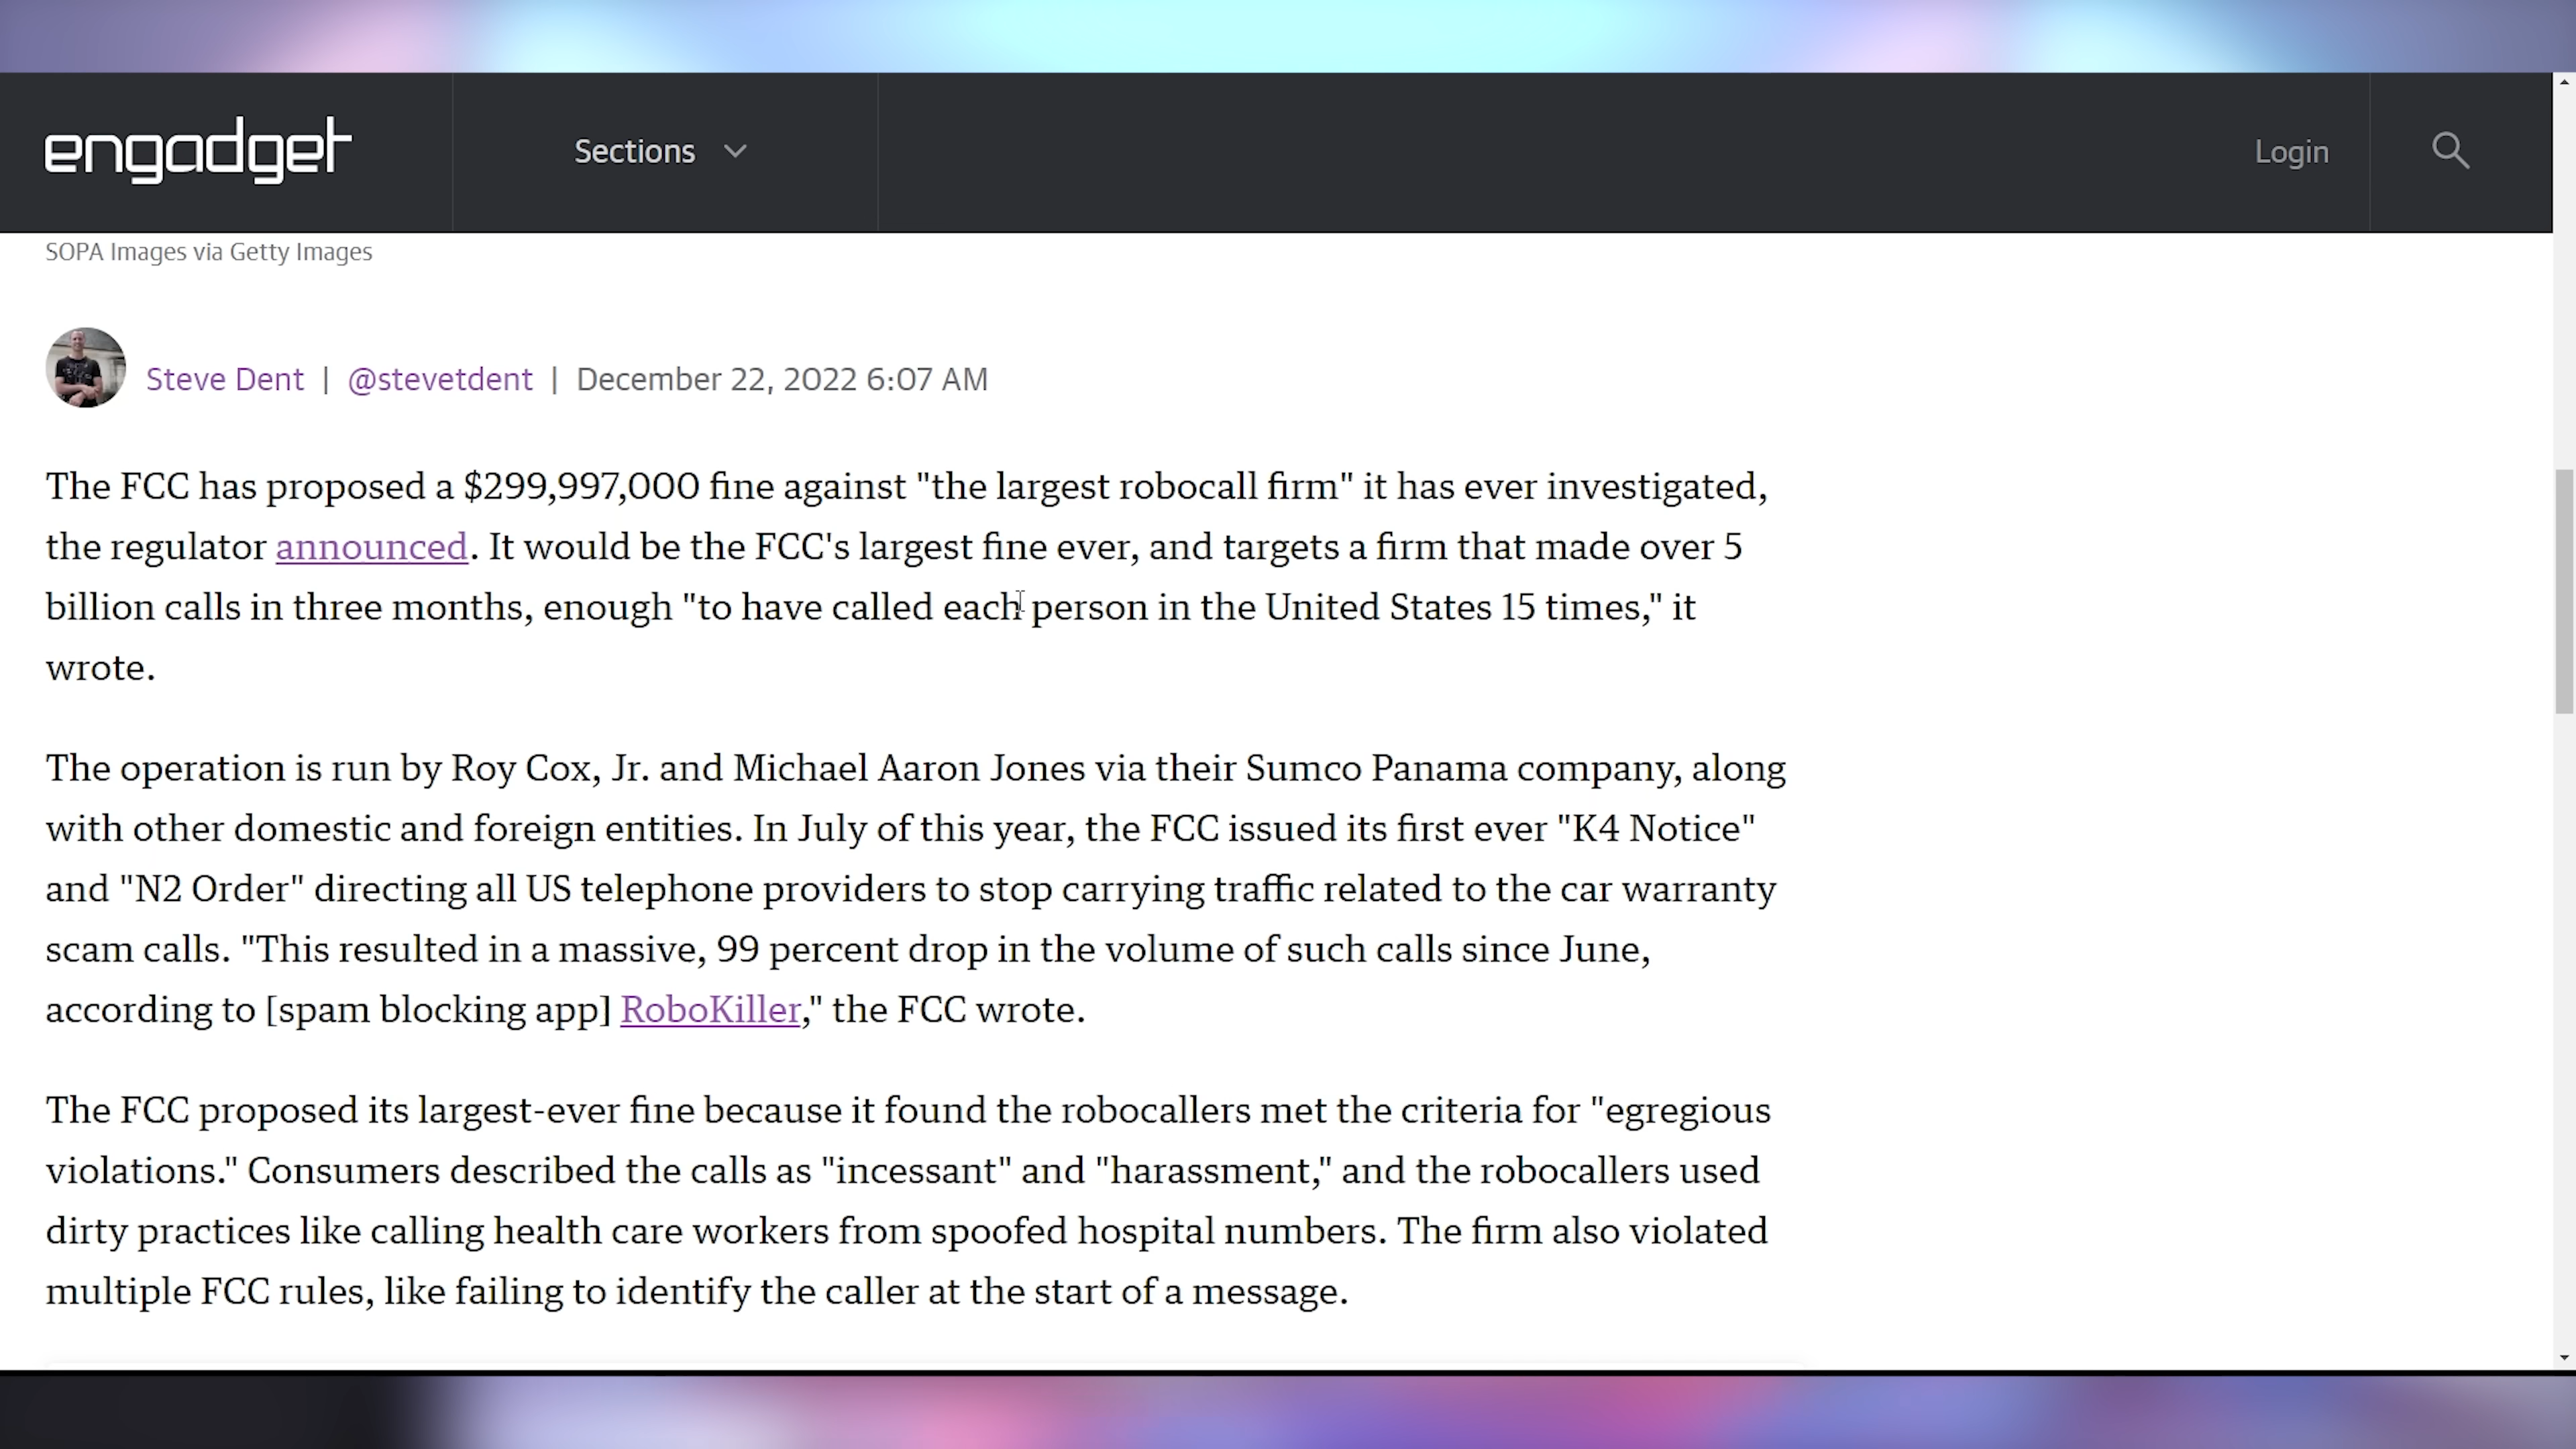 engadget
Sections
Login
SOPA Images via Getty Images
Steve Dent | @stevetdent | December 22, 2022 6:07 AM
The FCC has proposed a $299,997,000 fine against "the largest robocall firm" it has ever investigated,
the regulator announced. It would be the FCC's largest fine ever, and targets a firm that made over 5
billion calls in three months, enough "to have called each person in the United States 15 times," it
wrote.
The operation is run by Roy Cox, Jr. and Michael Aaron Jones via their Sumco Panama company, along
with other domestic and foreign entities. In July of this year, the FCC issued its first ever "K4 Notice"
and "N2 Order" directing all US telephone providers to stop carrying traffic related to the car warranty
scam calls. "This resulted in a massive, 99 percent drop in the volume of such calls since June,
according to [spam blocking app] RoboKiller," the FCC wrote.
The FCC proposed its largest-ever fine because it found the robocallers met the criteria for "egregious
violations." Consumers described the calls as "incessant" and "harassment," and the robocallers used
dirty practices like calling health care workers from spoofed hospital numbers. The firm also violated
multiple FCC rules, like failing to identify the caller at the start of a message.